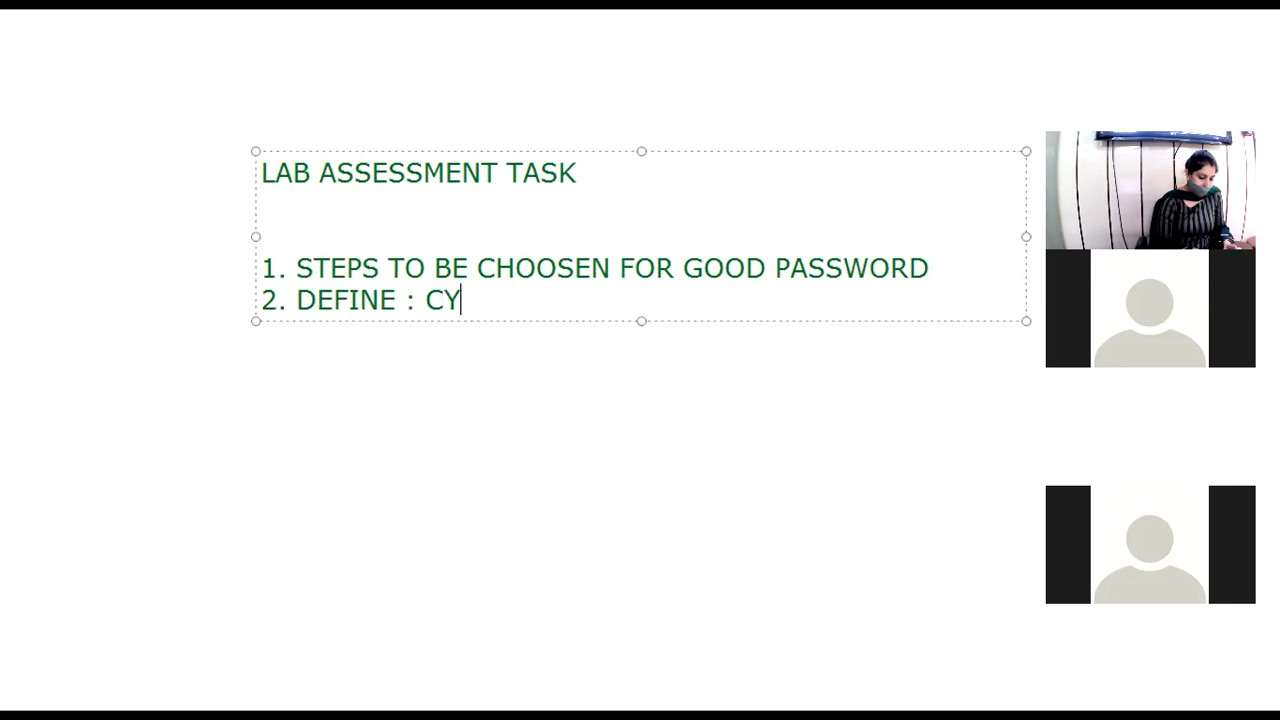 LAB ASSESSMENT TASK
1. STEPS TO BE CHOOSEN FOR GOOD PASSWORD
2. DEFINE : CY